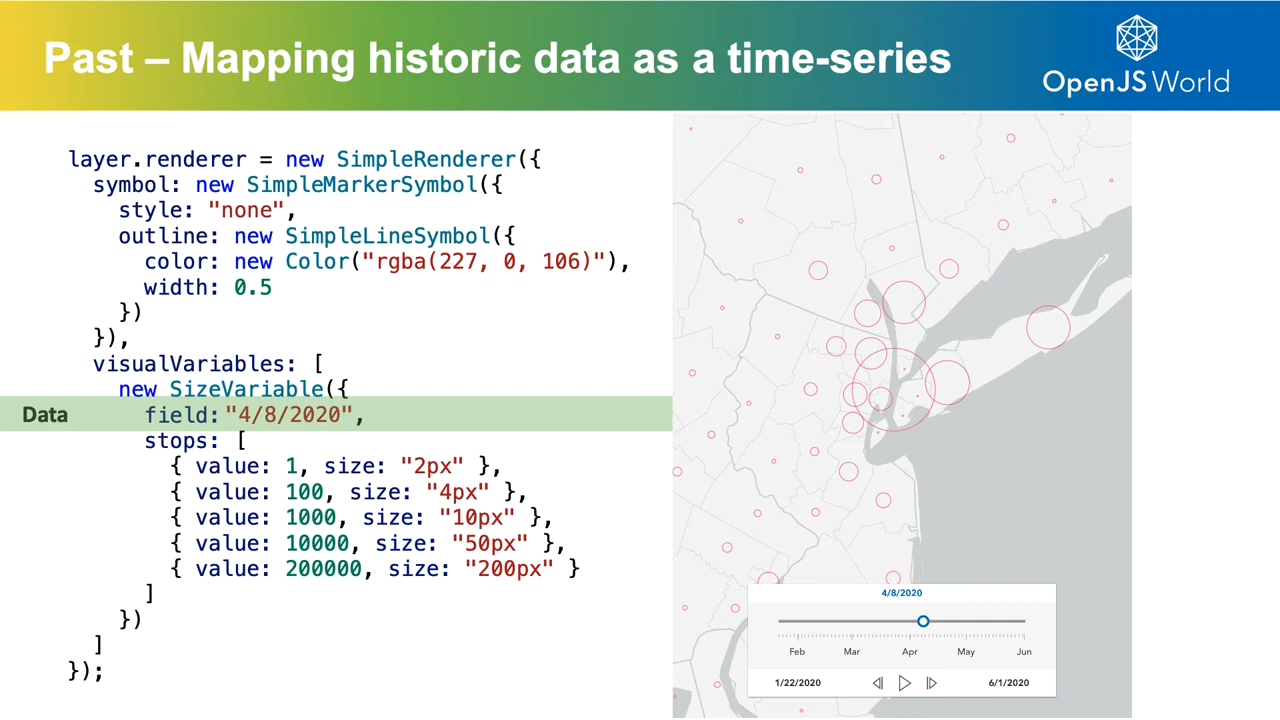 Past – Mapping historic data as a time-series
OpenJS World
layer.renderer = new SimpleRenderer({
symbol: new SimpleMarkerSymbol({
style: "none",
outline: new SimpleLineSymbol({
color: new Color("rgba(227, 0, 106)"),
width: 0.5
})
}),
visualVariables: [
new SizeVariable({
Data field: "4/8/2020",
stops: [
{ value: 1, size: "2px" },
{ value: 100, size: "4px" },
{ value: 1000, size: "10px" },
{ value: 10000, size: "50px" },
{ value: 200000, size: "200px" }
]
})
]
});
4/8/2020
Feb Mar Apr May Jun
1/22/2020 6/1/2020